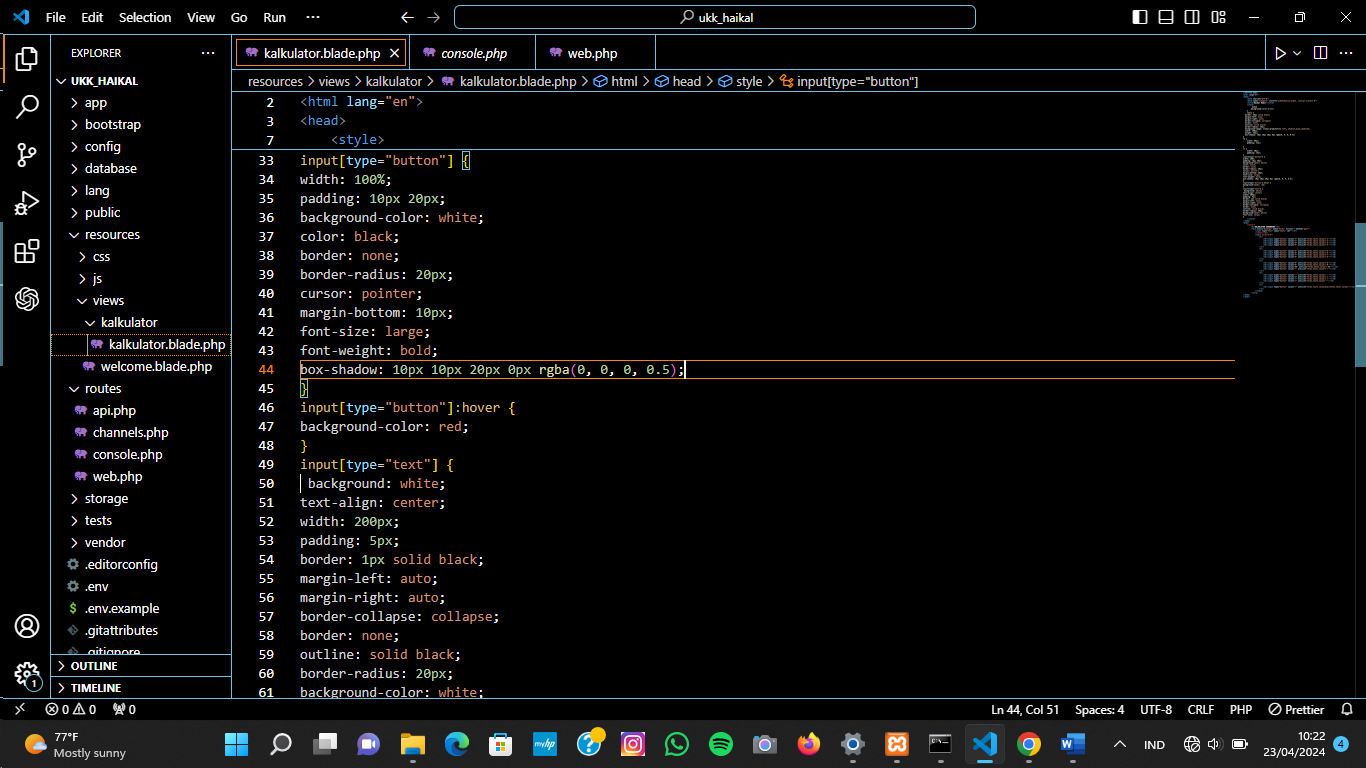 File Edit Selection View Go Run ··· ukk_haikal
EXPLORER ···
kalkulator.blade.php console.php web.php
resources > views > kalkulator > kalkulator.blade.php > html > head > style > input[type="button"]
UKK_HAIKAL
app
bootstrap
config
database
lang
public
resources
css
js
views
kalkulator
kalkulator.blade.php
welcome.blade.php
routes
api.php
channels.php
console.php
web.php
storage
tests
vendor
.editorconfig
.env
$ .env.example
.gitattributes
.gitignore
OUTLINE
TIMELINE
1
2 <html lang="en">
3 <head>
7 <style>
33 input[type="button"] {
34 width: 100%;
35 padding: 10px 20px;
36 background-color: white;
37 color: black;
38 border: none;
39 border-radius: 20px;
40 cursor: pointer;
41 margin-bottom: 10px;
42 font-size: large;
43 font-weight: bold;
44 box-shadow: 10px 10px 20px 0px rgba(0, 0, 0, 0.5);
45 }
46 input[type="button"]:hover {
47 background-color: red;
48 }
49 input[type="text"] {
50 background: white;
51 text-align: center;
52 width: 200px;
53 padding: 5px;
54 border: 1px solid black;
55 margin-left: auto;
56 margin-right: auto;
57 border-collapse: collapse;
58 border: none;
59 outline: solid black;
60 border-radius: 20px;
61 background-color: white;
0 0 0 Ln 44, Col 51 Spaces: 4 UTF-8 CRLF PHP Prettier
77°F
Mostly sunny
myhp
IND
10:22
23/04/2024
4